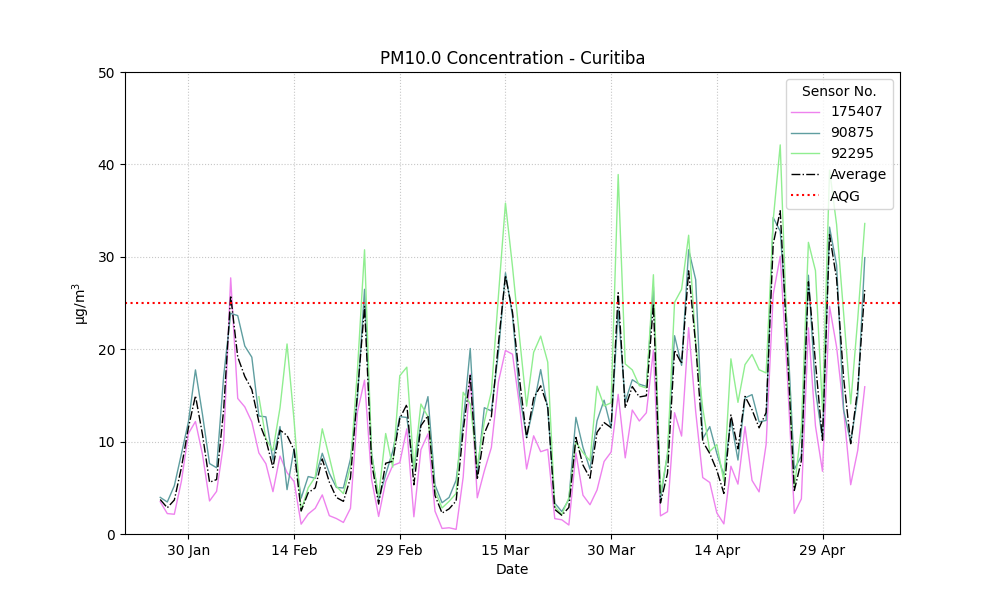 PM10.0 Concentration - Curitiba
50
40
30
20
10
0
µg/m³
Sensor No.
175407
90875
92295
Average
AQG
30 Jan
14 Feb
29 Feb
15 Mar
30 Mar
14 Apr
29 Apr
Date